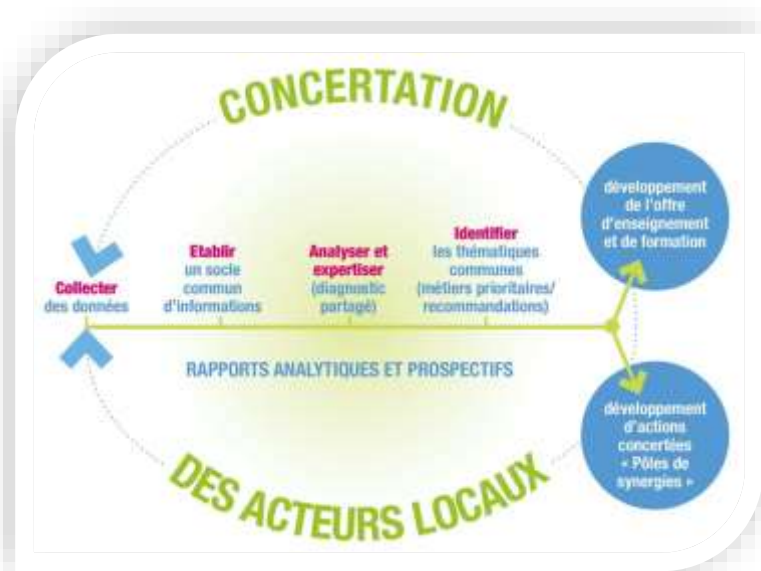 CONCERTATION
Collecter
des données
Etablir
un socle
commun
d'informations
Analyser et
expertiser
(diagnostic
partagé)
Identifier
les thématiques
communes
(métiers prioritaires/
recommandations)
développement
de l'offre
d'enseignement
et de formation
RAPPORTS ANALYTIQUES ET PROSPECTIFS
développement
d'actions
concertées
« Pôles de
synergies »
DES ACTEURS LOCAUX